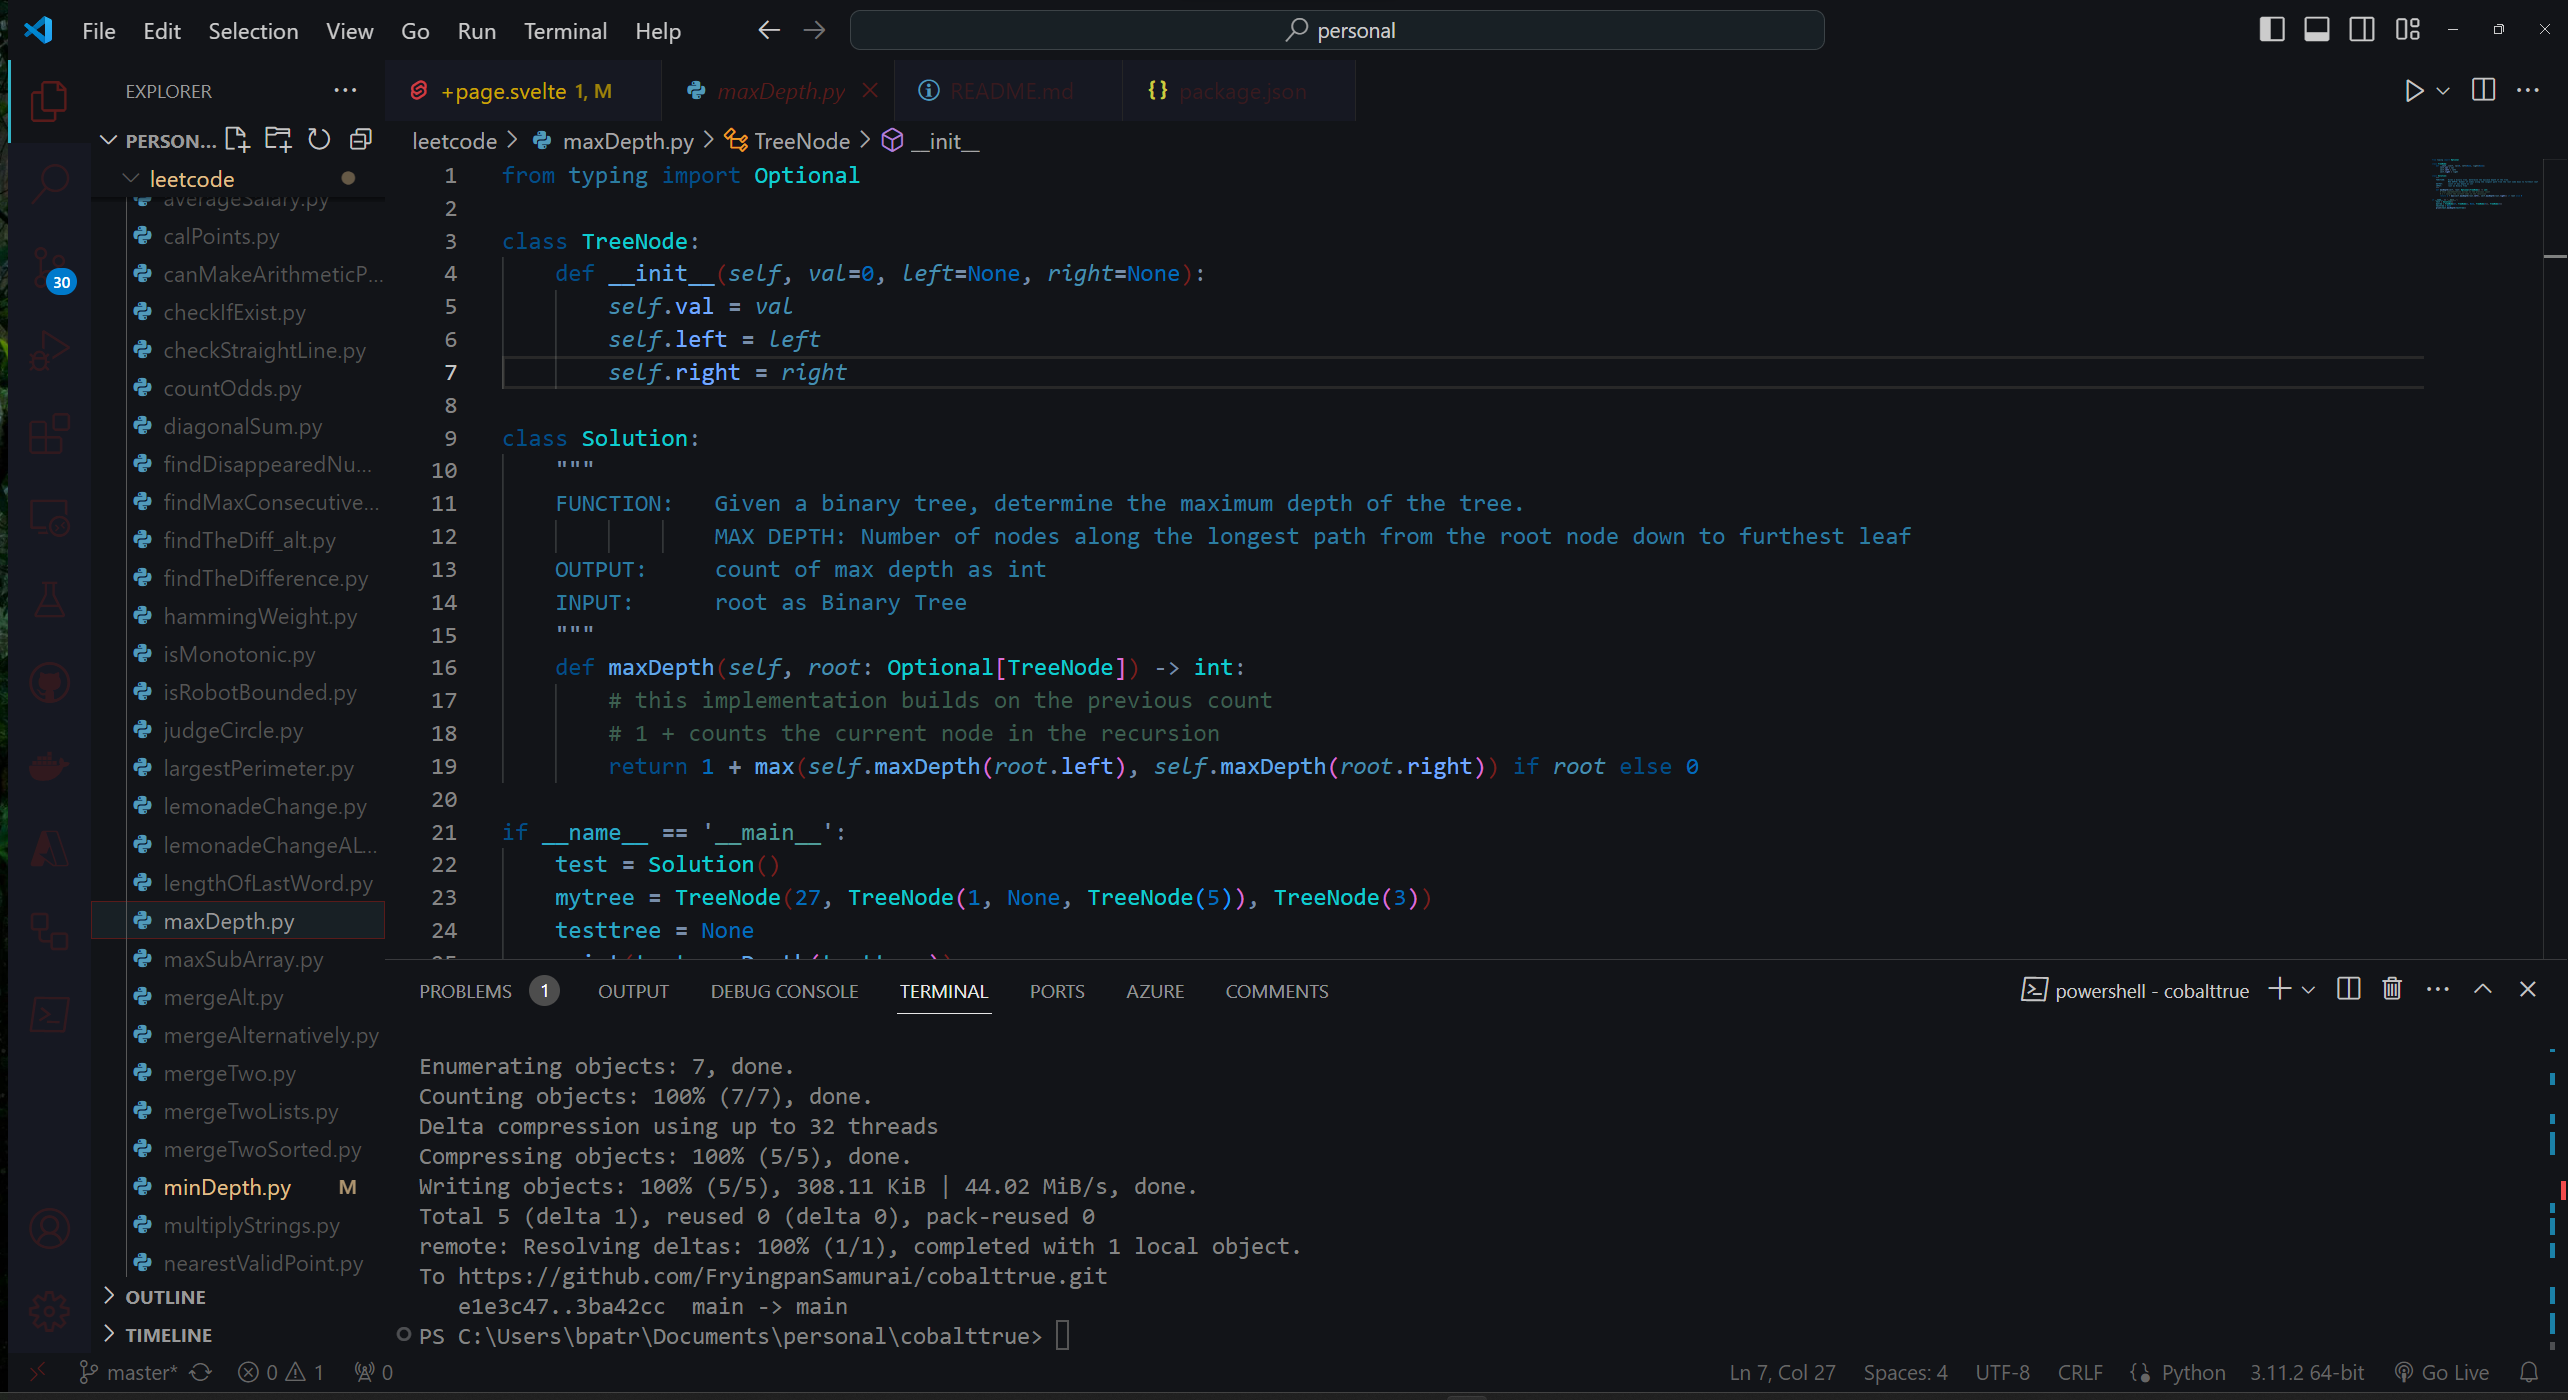 File Edit Selection View Go Run Terminal Help
personal
EXPLORER
+page.svelte 1, M
maxDepth.py
README.md
package.json
PERSON...
leetcode > maxDepth.py > TreeNode > __init__
leetcode
averageSalary.py
calPoints.py
canMakeArithmeticP...
checkIfExist.py
checkStraightLine.py
countOdds.py
diagonalSum.py
findDisappearedNu...
findMaxConsecutive...
findTheDiff_alt.py
findTheDifference.py
hammingWeight.py
isMonotonic.py
isRobotBounded.py
judgeCircle.py
largestPerimeter.py
lemonadeChange.py
lemonadeChangeAL...
lengthOfLastWord.py
maxDepth.py
maxSubArray.py
mergeAlt.py
mergeAlternatively.py
mergeTwo.py
mergeTwoLists.py
mergeTwoSorted.py
minDepth.py M
multiplyStrings.py
nearestValidPoint.py
OUTLINE
TIMELINE
30
1 from typing import Optional
2
3 class TreeNode:
4 def __init__(self, val=0, left=None, right=None):
5 self.val = val
6 self.left = left
7 self.right = right
8
9 class Solution:
10 """
11 FUNCTION: Given a binary tree, determine the maximum depth of the tree.
12 MAX DEPTH: Number of nodes along the longest path from the root node down to furthest leaf
13 OUTPUT: count of max depth as int
14 INPUT: root as Binary Tree
15 """
16 def maxDepth(self, root: Optional[TreeNode]) -> int:
17 # this implementation builds on the previous count
18 # 1 + counts the current node in the recursion
19 return 1 + max(self.maxDepth(root.left), self.maxDepth(root.right)) if root else 0
20
21 if __name__ == '__main__':
22 test = Solution()
23 mytree = TreeNode(27, TreeNode(1, None, TreeNode(5)), TreeNode(3))
24 testtree = None
PROBLEMS 1 OUTPUT DEBUG CONSOLE TERMINAL PORTS AZURE COMMENTS
powershell - cobalttrue
Enumerating objects: 7, done.
Counting objects: 100% (7/7), done.
Delta compression using up to 32 threads
Compressing objects: 100% (5/5), done.
Writing objects: 100% (5/5), 308.11 KiB | 44.02 MiB/s, done.
Total 5 (delta 1), reused 0 (delta 0), pack-reused 0
remote: Resolving deltas: 100% (1/1), completed with 1 local object.
To https://github.com/FryingpanSamurai/cobalttrue.git
e1e3c47..3ba42cc main -> main
PS C:\Users\bpatr\Documents\personal\cobalttrue>
master* 0 1 0
Ln 7, Col 27 Spaces: 4 UTF-8 CRLF Python 3.11.2 64-bit Go Live